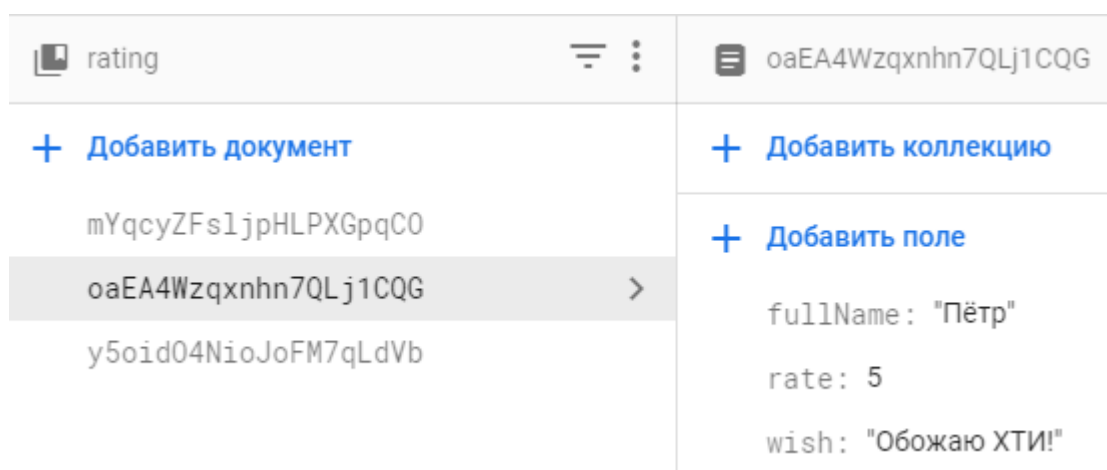 rating
Добавить документ
mYqcyZFsljpHLPXGpqCO
oaEA4Wzqxnhn7QLj1CQG
y5oidO4NioJoFM7qLdVb
oaEA4Wzqxnhn7QLj1CQG
Добавить коллекцию
Добавить поле
fullName: "Пётр"
rate: 5
wish: "Обожаю ХТИ!"